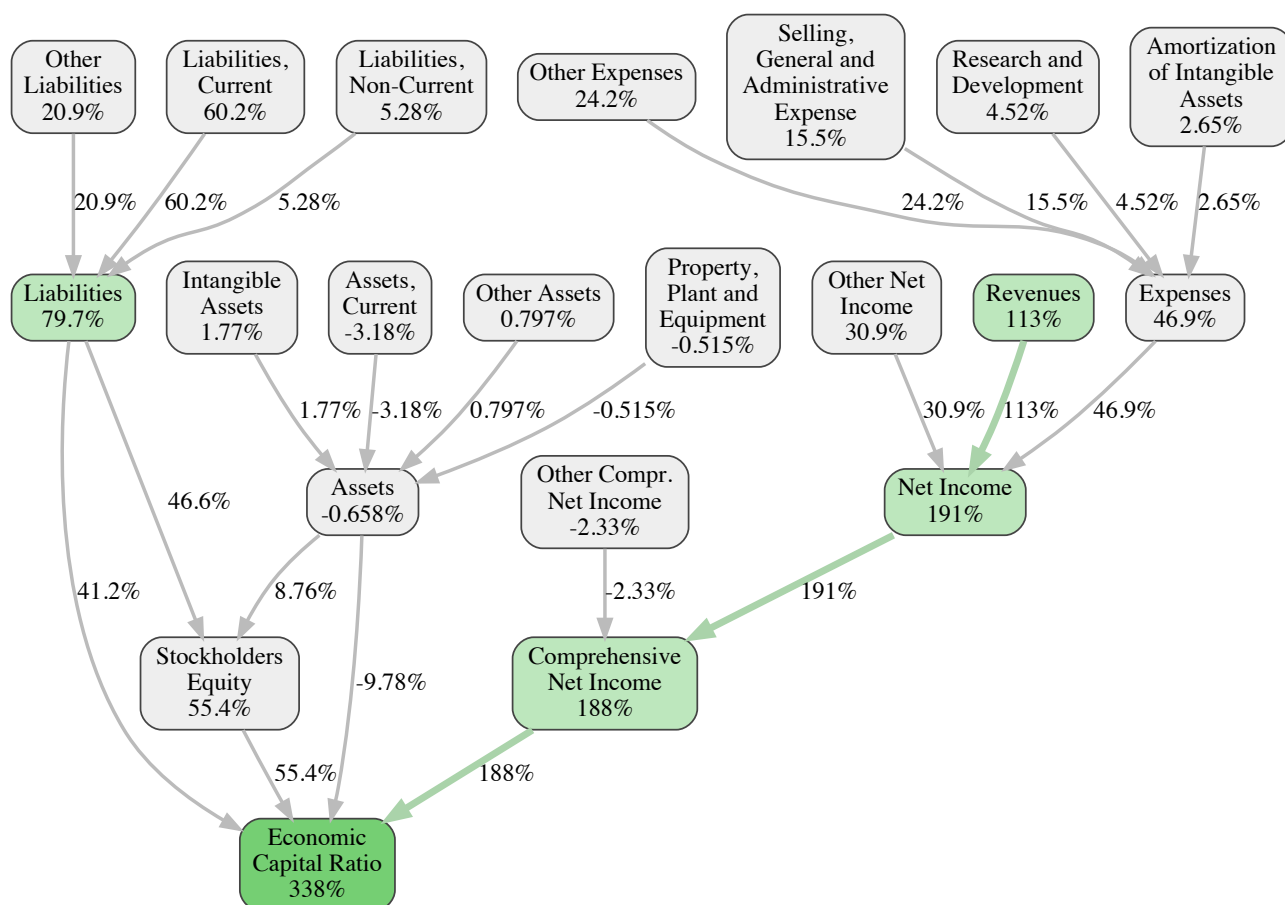 Other
Liabilities
20.9%
Liabilities,
Current
60.2%
Liabilities,
Non-Current
5.28%
Other Expenses
24.2%
Selling,
General and
Administrative
Expense
15.5%
Research and
Development
4.52%
Amortization
of Intangible
Assets
2.65%
20.9%
60.2%
5.28%
24.2%
15.5%
4.52%
2.65%
Liabilities
79.7%
Intangible
Assets
1.77%
Assets,
Current
-3.18%
Other Assets
0.797%
Property,
Plant and
Equipment
-0.515%
Other Net
Income
30.9%
Revenues
113%
Expenses
46.9%
1.77%
-3.18%
0.797%
-0.515%
30.9%
113%
46.9%
46.6%
Assets
-0.658%
Other Compr.
Net Income
-2.33%
Net Income
191%
41.2%
8.76%
-2.33%
191%
Stockholders
Equity
55.4%
-9.78%
Comprehensive
Net Income
188%
55.4%
188%
Economic
Capital Ratio
338%